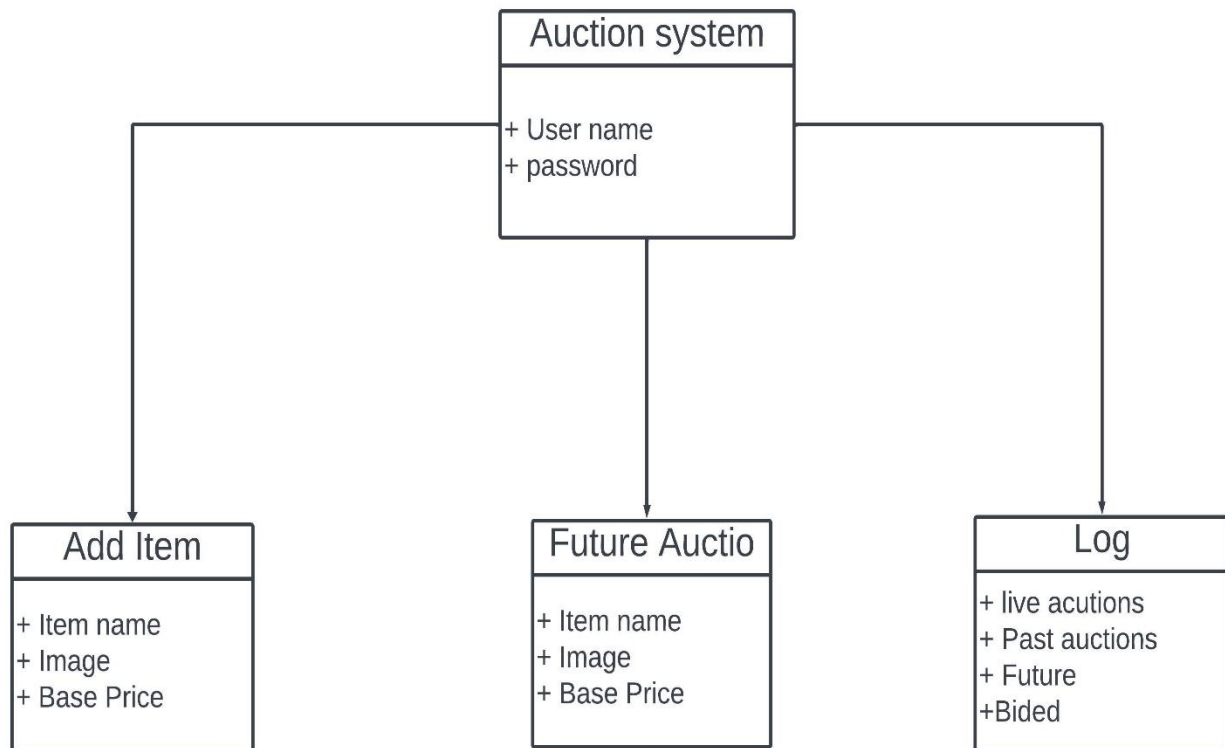 Auction system
+ User name
+ password
Add Item
+ Item name
+ Image
+ Base Price
Future Auctio
+ Item name
+ Image
+ Base Price
Log
+ live acutions
+ Past auctions
+ Future
+Bided